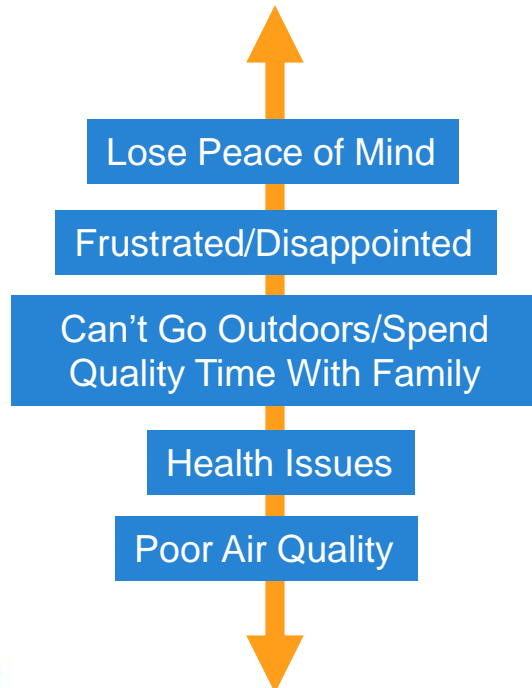 Lose Peace of Mind
Frustrated/Disappointed
Can’t Go Outdoors/Spend
Quality Time With Family
Health Issues
Poor Air Quality